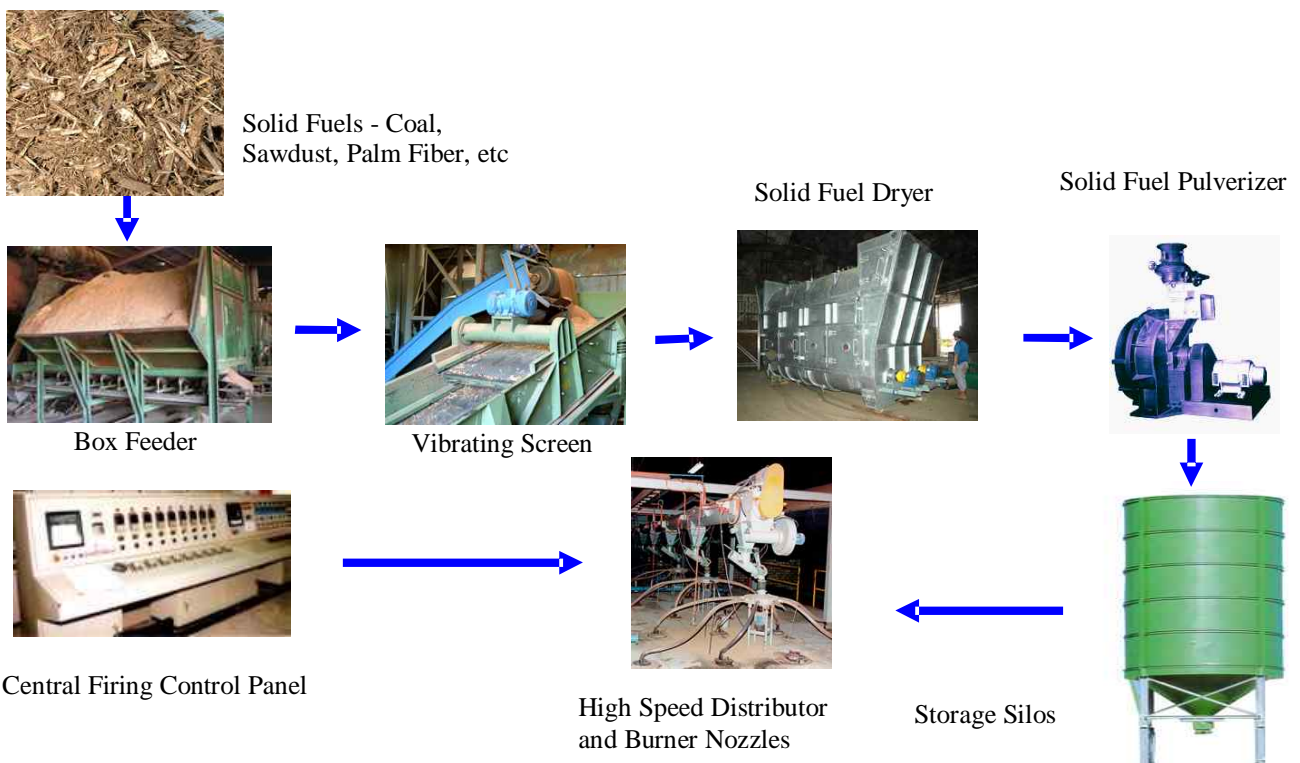 Solid Fuels - Coal,
Sawdust, Palm Fiber, etc
Solid Fuel Dryer
Solid Fuel Pulverizer
Box Feeder
Vibrating Screen
Central Firing Control Panel
High Speed Distributor
and Burner Nozzles
Storage Silos